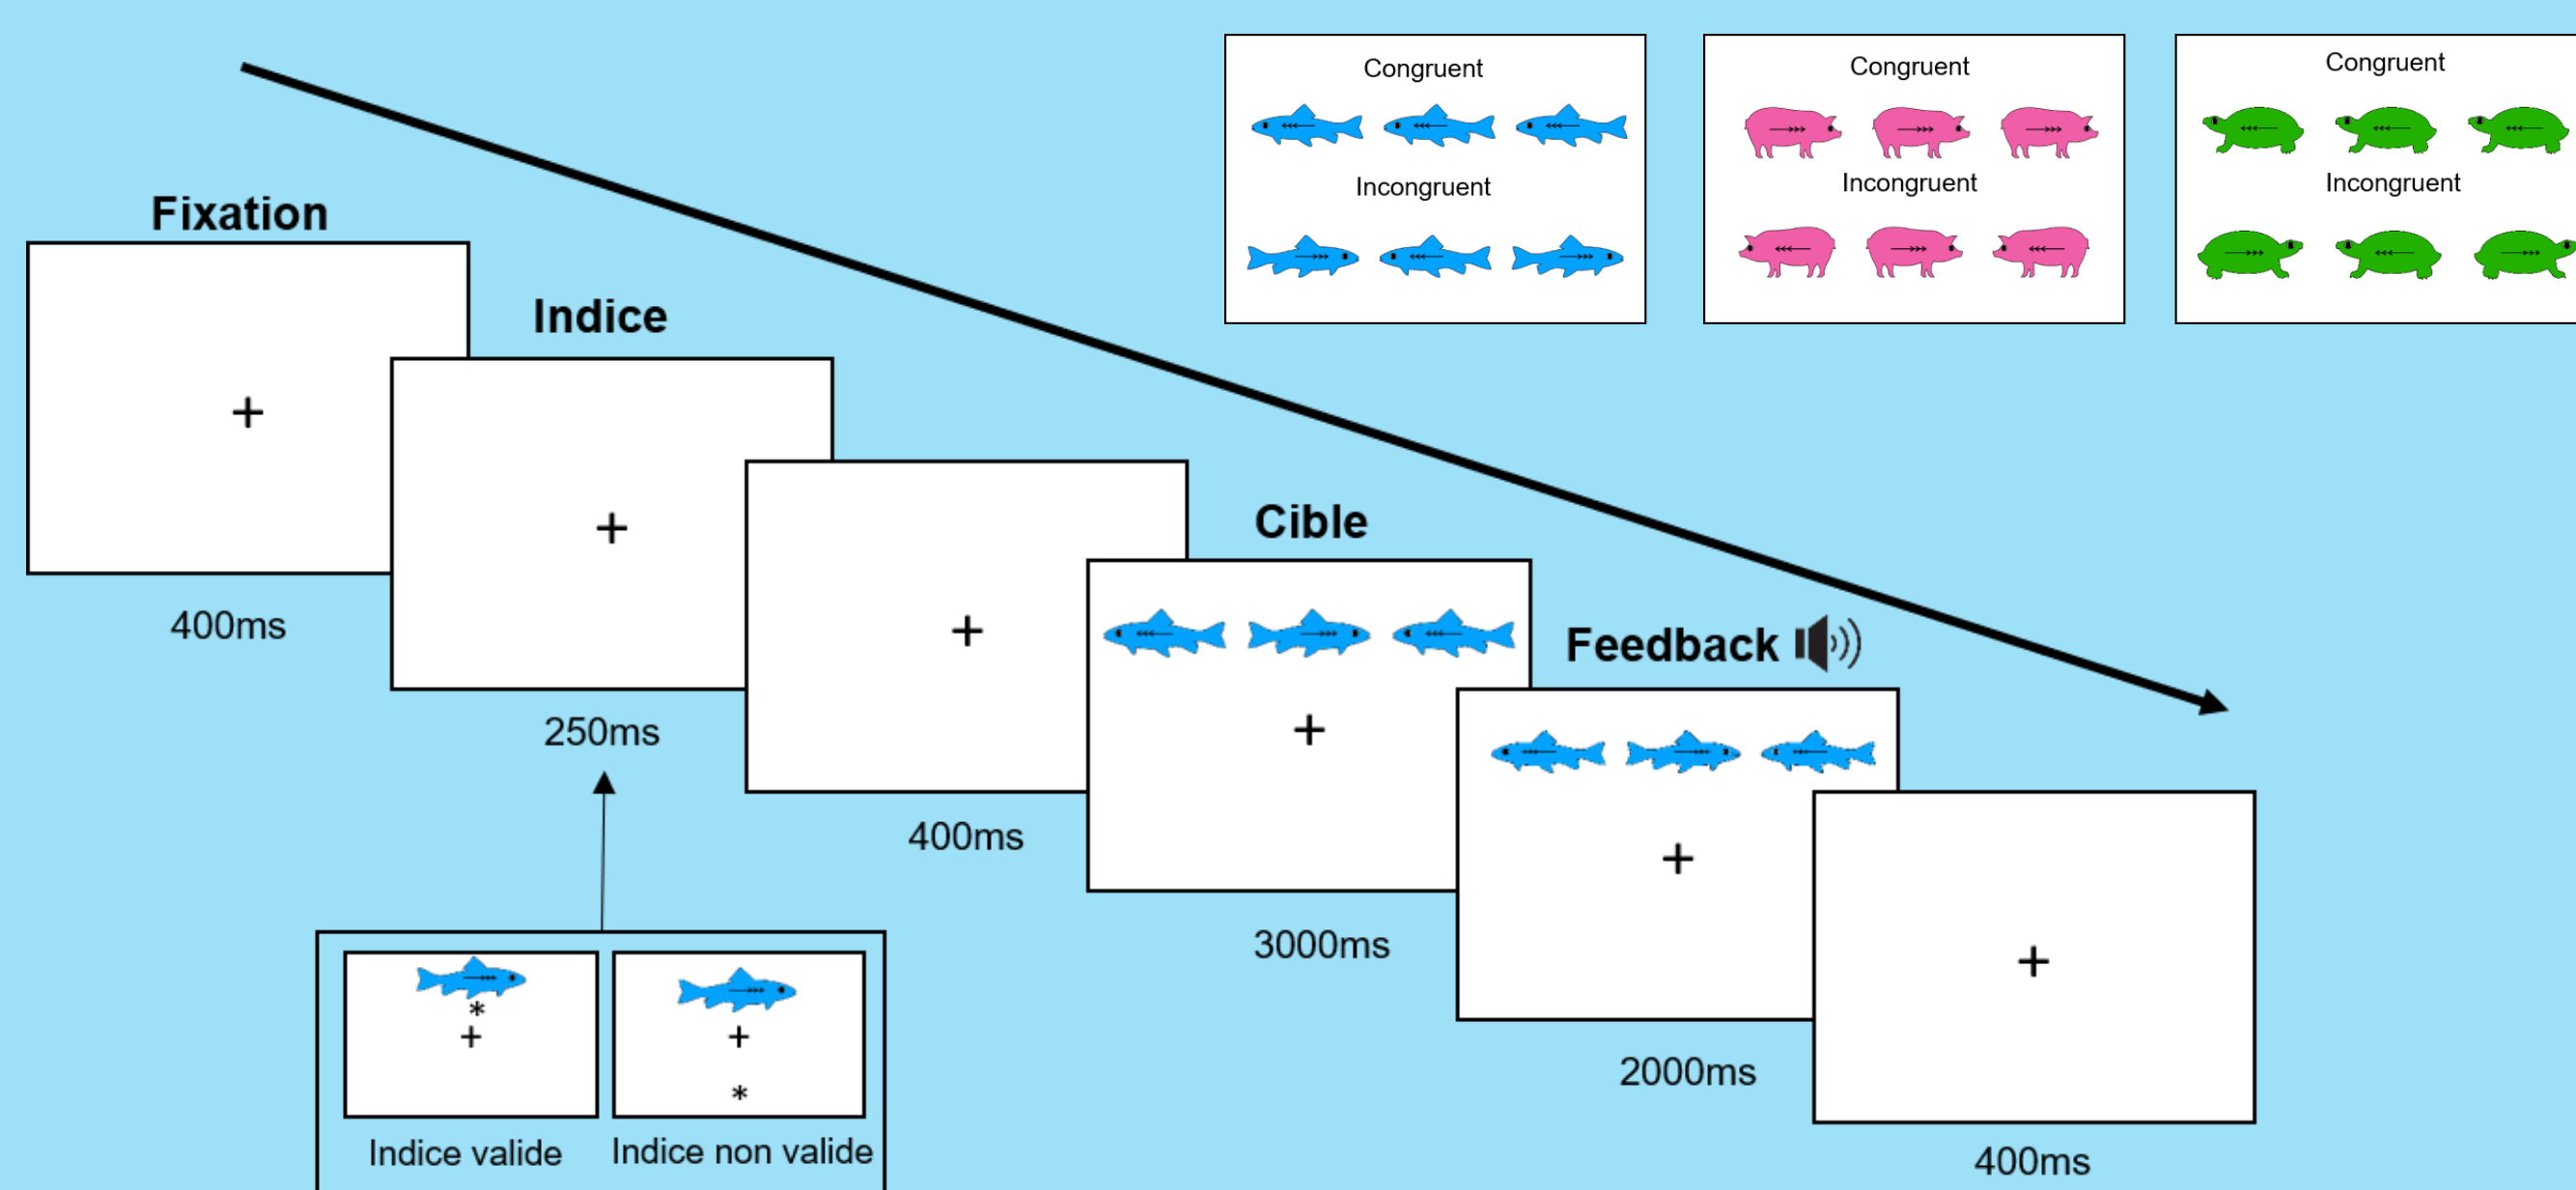 Congruent
Incongruent
Congruent
Incongruent
Congruent
Incongruent
Fixation
+
400ms
Indice
+
250ms
+
400ms
Cible
+
3000ms
Feedback
+
2000ms
+
400ms
*
+
Indice valide
+
*
Indice non valide